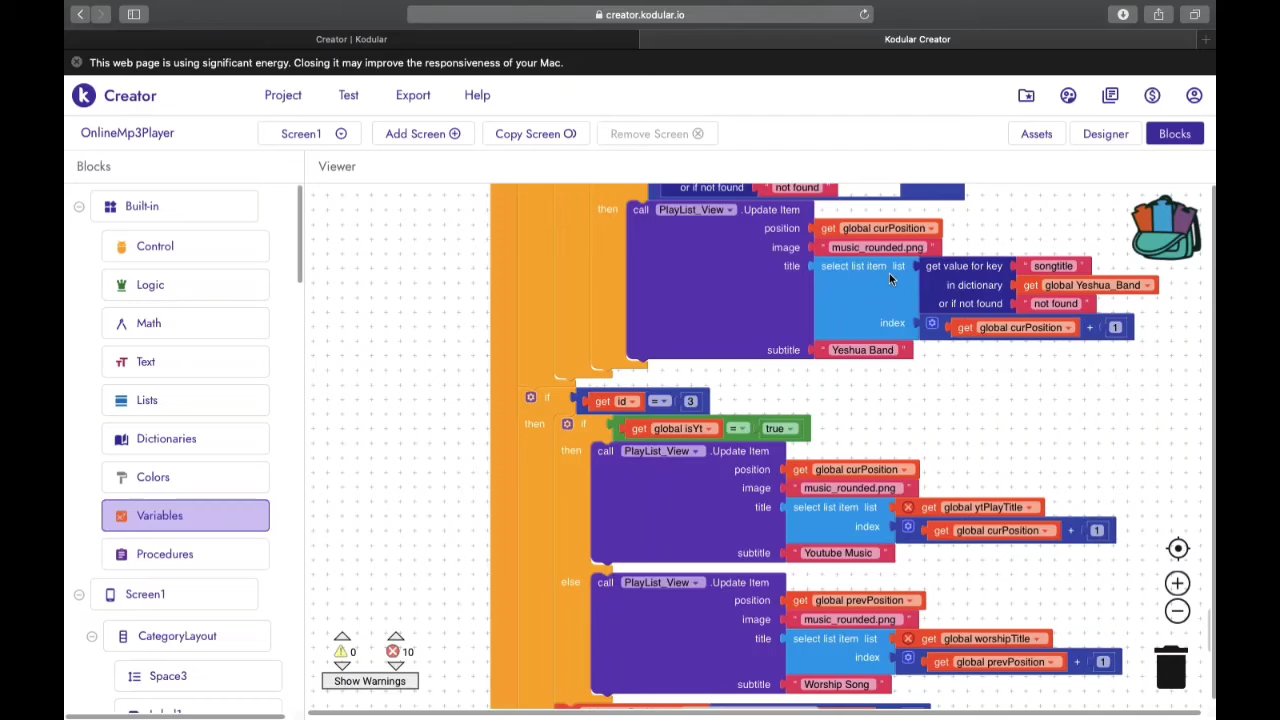 creator.kodular.io
Creator | Kodular
Kodular Creator
This web page is using significant energy. Closing it may improve the responsiveness of your Mac.
k Creator
Project Test Export Help
OnlineMp3Player
Screen1
Add Screen
Copy Screen
Remove Screen
Assets
Designer
Blocks
Blocks
Viewer
Built-in
Control
Logic
Math
Text
Lists
Dictionaries
Colors
Variables
Procedures
Screen1
CategoryLayout
Space3
or if not found " not found "
then call PlayList_View .Update Item
position get global curPosition
image " music_rounded.png "
title select list item list get value for key " songtitle "
in dictionary get global Yeshua_Band
or if not found " not found "
index get global curPosition + 1
subtitle " Yeshua Band "
if get id = 3
then if get global isYt = true
then call PlayList_View .Update Item
position get global curPosition
image " music_rounded.png "
title select list item list get global ytPlayTitle
index get global curPosition + 1
subtitle " Youtube Music "
else call PlayList_View .Update Item
position get global prevPosition
image " music_rounded.png "
title select list item list get global worshipTitle
index get global prevPosition + 1
subtitle " Worship Song "
0 10
Show Warnings